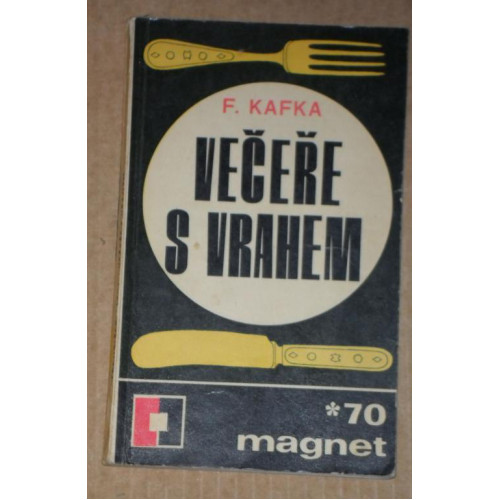 F. KAFKA
VEČEŘE
S VRAHEM
*70
magnet